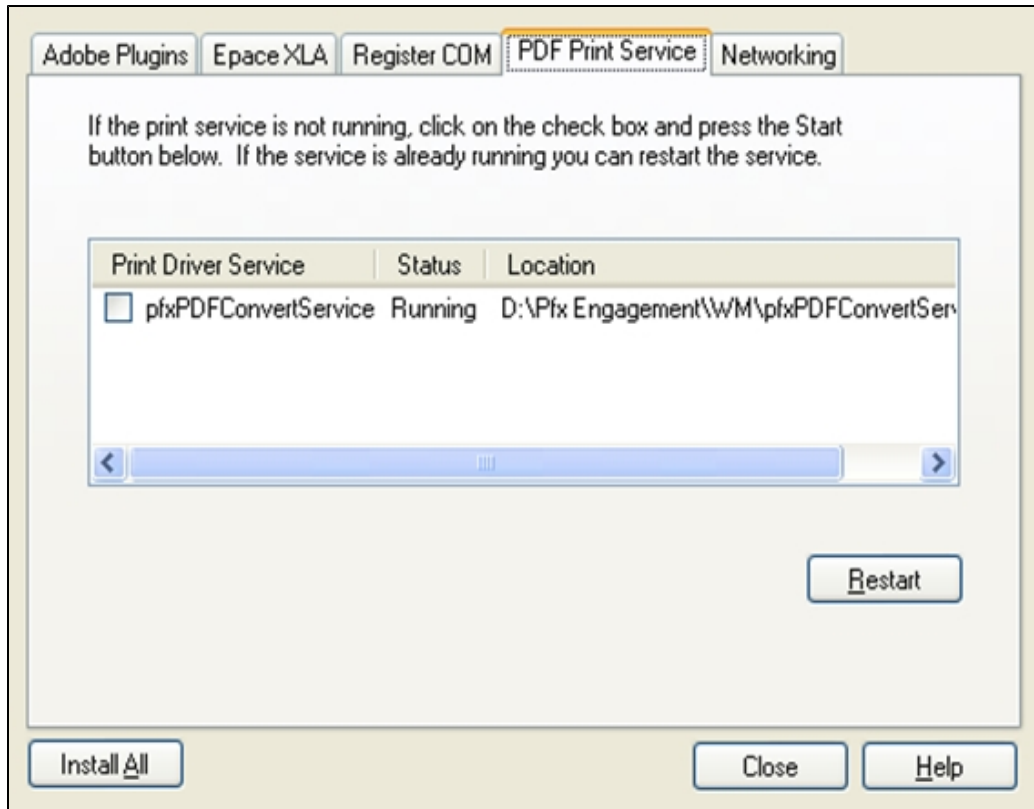 Adobe Plugins Epace XLA Register COM PDF Print Service Networking
If the print service is not running, click on the check box and press the Start
button below. If the service is already running you can restart the service.
Print Driver Service Status Location
pfxPDFConvertService Running D:\Pfx Engagement\WM\pfxPDFConvertSer
Restart
Install All Close Help